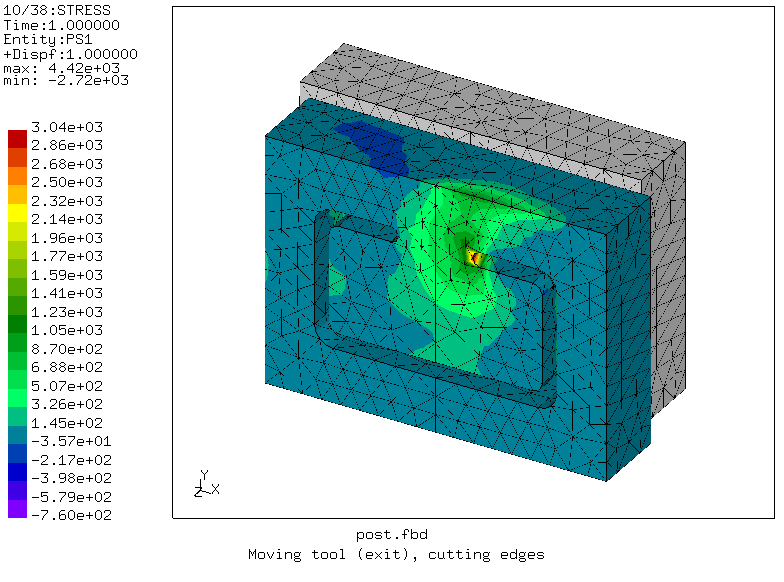 10/38:STRESS
Time:1.000000
Entity:PS1
+Dispf:1.000000
max: 4.42e+03
min: -2.72e+03
3.04e+03
2.86e+03
2.68e+03
2.50e+03
2.32e+03
2.14e+03
1.96e+03
1.77e+03
1.59e+03
1.41e+03
1.23e+03
1.05e+03
8.70e+02
6.88e+02
5.07e+02
3.26e+02
1.45e+02
-3.57e+01
-2.17e+02
-3.98e+02
-5.79e+02
-7.60e+02
Y
Z X
post.fbd
Moving tool (exit), cutting edges